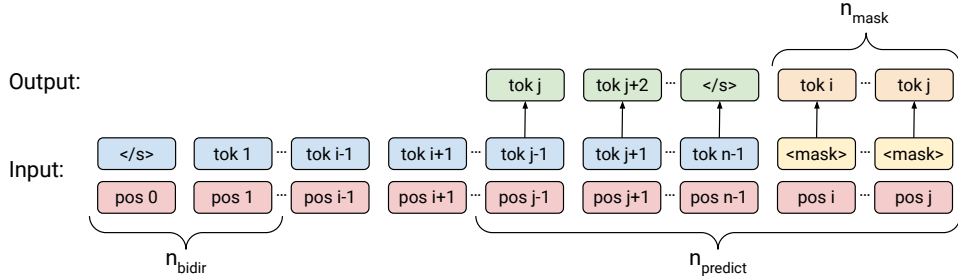 n_mask
Output: tok j tok j+2 ... </s> tok i ... tok j
Input: </s> tok 1 ... tok i-1 tok i+1 ... tok j-1 tok j+1 ... tok n-1 <mask> ... <mask>
pos 0 pos 1 ... pos i-1 pos i+1 ... pos j-1 pos j+1 ... pos n-1 pos i ... pos j
n_bidir n_predict